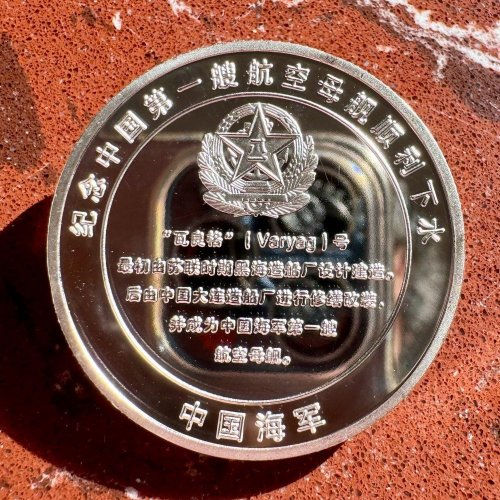 纪念中国第一艘航空母舰顺利下水
八一
"瓦良格"（Varyag）号
最初由苏联时期黑海造船厂设计建造。
后由中国大连造船厂进行修缮改装，
并成为中国海军第一艘
航空母舰。
中国海军